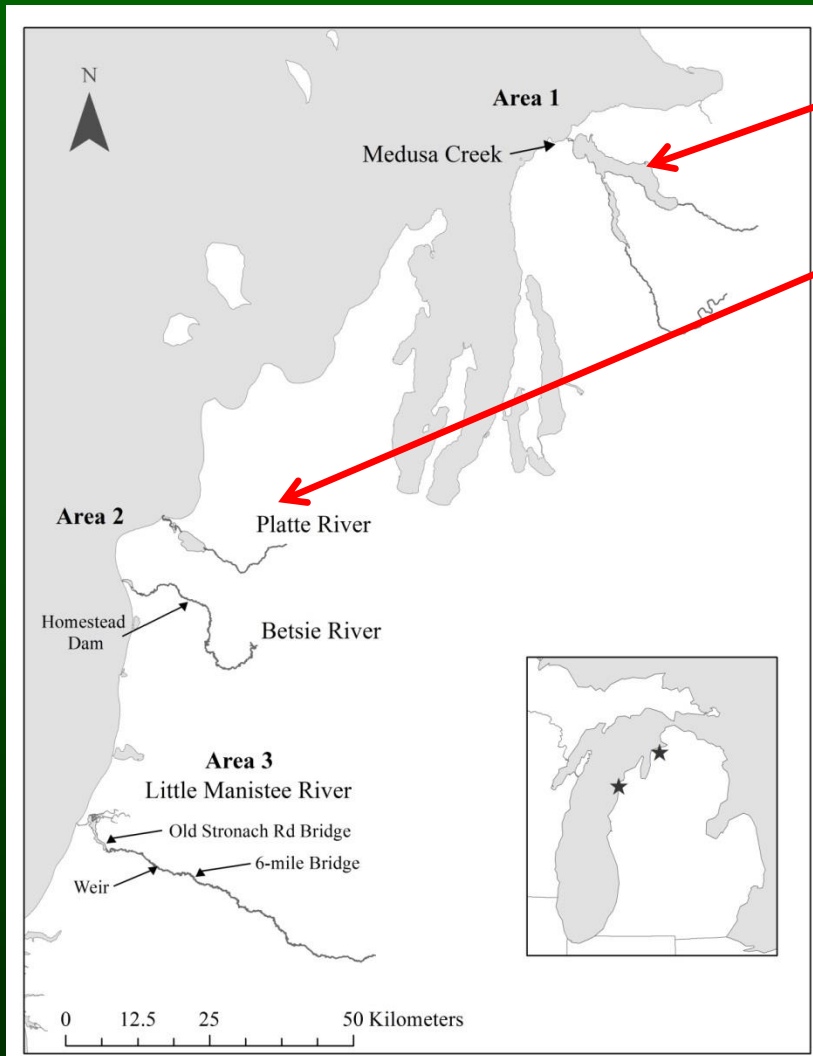 N
Area 1
Medusa Creek
Area 2
Platte River
Homestead
Dam
Betsie River
Area 3
Little Manistee River
Old Stronach Rd Bridge
6-mile Bridge
Weir
0 12.5 25 50 Kilometers